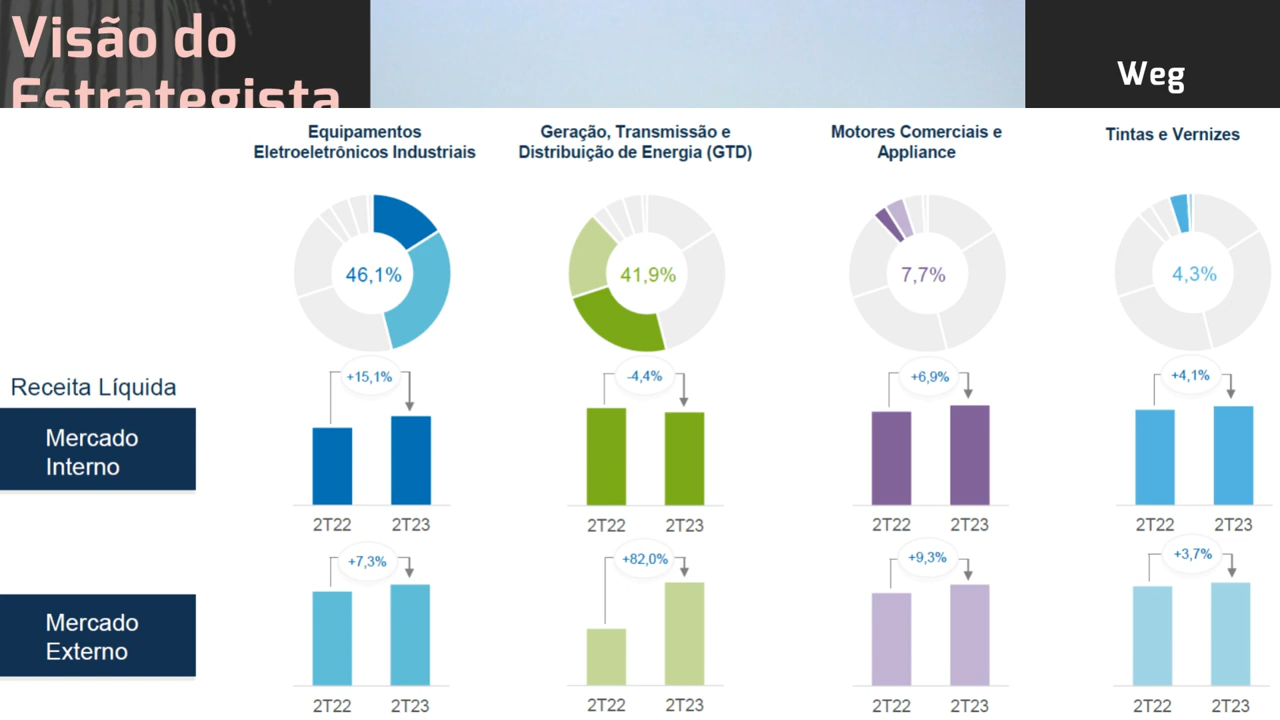 Visão do
Estrategista
Weg
Equipamentos
Eletroeletrônicos Industriais
Geração, Transmissão e
Distribuição de Energia (GTD)
Motores Comerciais e
Appliance
Tintas e Vernizes
46,1%
41,9%
7,7%
4,3%
Receita Líquida
Mercado
Interno
+15,1%
-4,4%
+6,9%
+4,1%
2T22 2T23
2T22 2T23
2T22 2T23
2T22 2T23
Mercado
Externo
+7,3%
+82,0%
+9,3%
+3,7%
2T22 2T23
2T22 2T23
2T22 2T23
2T22 2T23